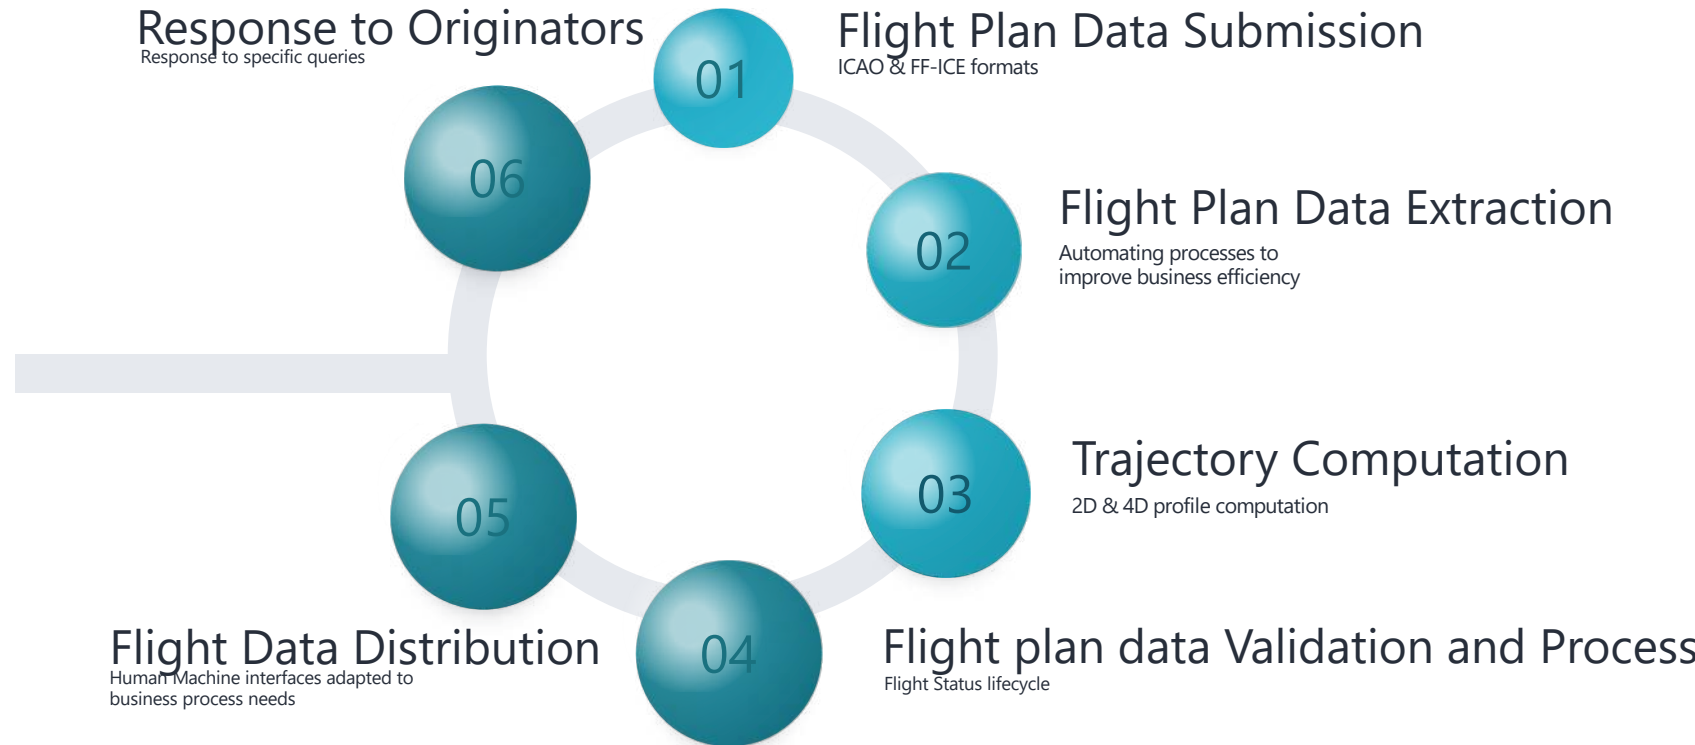 01
Flight Plan Data Submission
ICAO & FF-ICE formats
02
Flight Plan Data Extraction
Automating processes to
improve business efficiency
03
Trajectory Computation
2D & 4D profile computation
04
Flight plan data Validation and Process
Flight Status lifecycle
05
Flight Data Distribution
Human Machine interfaces adapted to
business process needs
06
Response to Originators
Response to specific queries